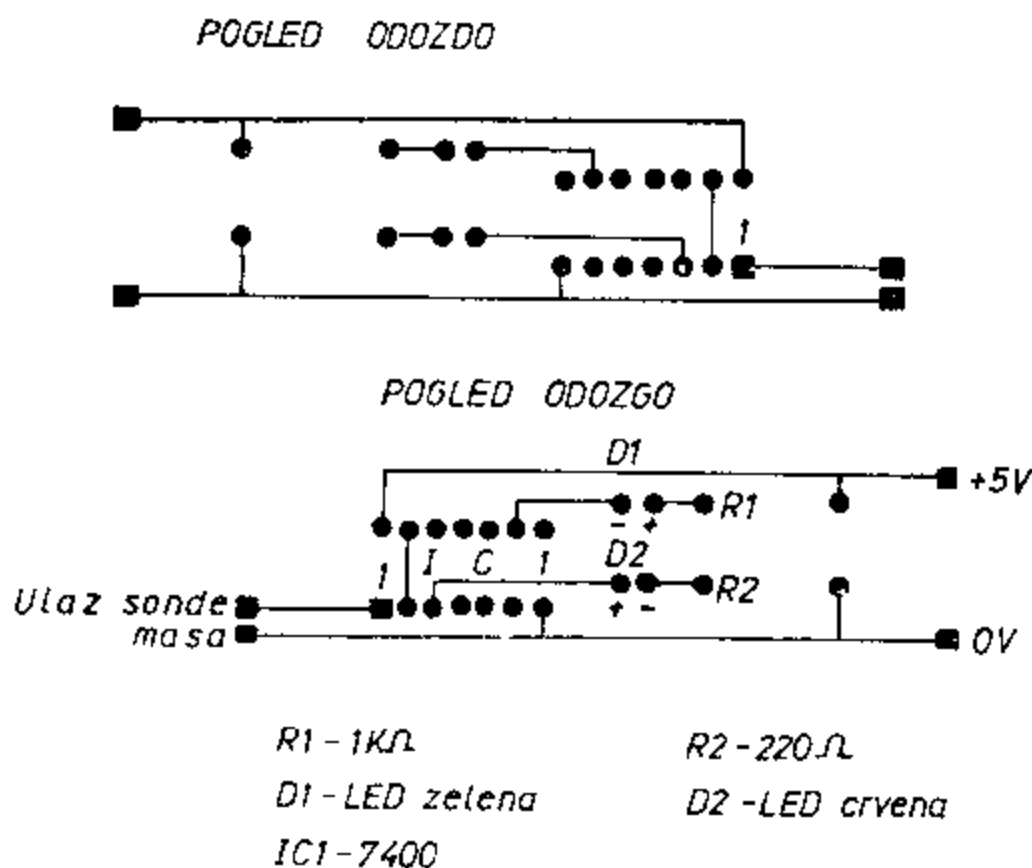 POGLED ODOZDO
1
POGLED ODOZGO
D1
+5V
- + R1
1 I C 1 D2
Ulaz sonde
+ - R2
masa
0V
R1-1KΩ
R2-220Ω
D1-LED zelena
D2-LED crvena
IC1-7400